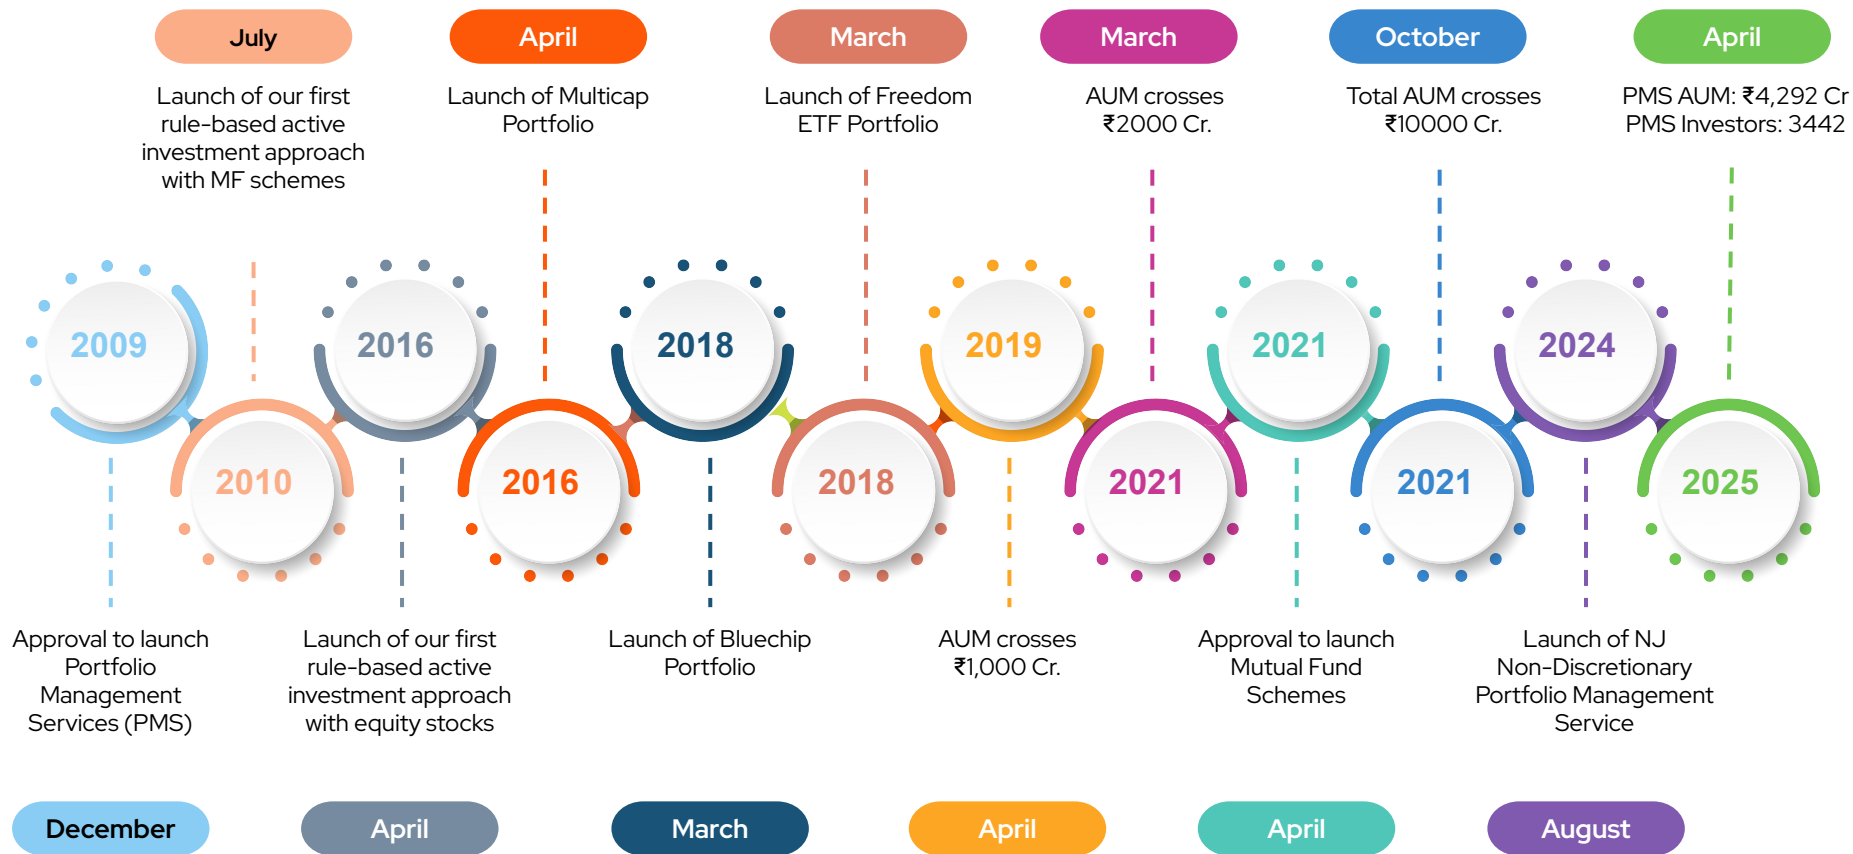 July
Launch of our first
rule-based active
investment approach
with MF schemes
April
Launch of Multicap
Portfolio
March
Launch of Freedom
ETF Portfolio
March
AUM crosses
₹2000 Cr.
October
Total AUM crosses
₹10000 Cr.
April
PMS AUM: ₹4,292 Cr
PMS Investors: 3442
2009
2010
2016
2016
2018
2018
2019
2021
2021
2021
2024
2025
Approval to launch
Portfolio
Management
Services (PMS)
December
Launch of our first
rule-based active
investment approach
with equity stocks
April
Launch of Bluechip
Portfolio
March
AUM crosses
₹1,000 Cr.
April
Approval to launch
Mutual Fund
Schemes
April
Launch of NJ
Non-Discretionary
Portfolio Management
Service
August